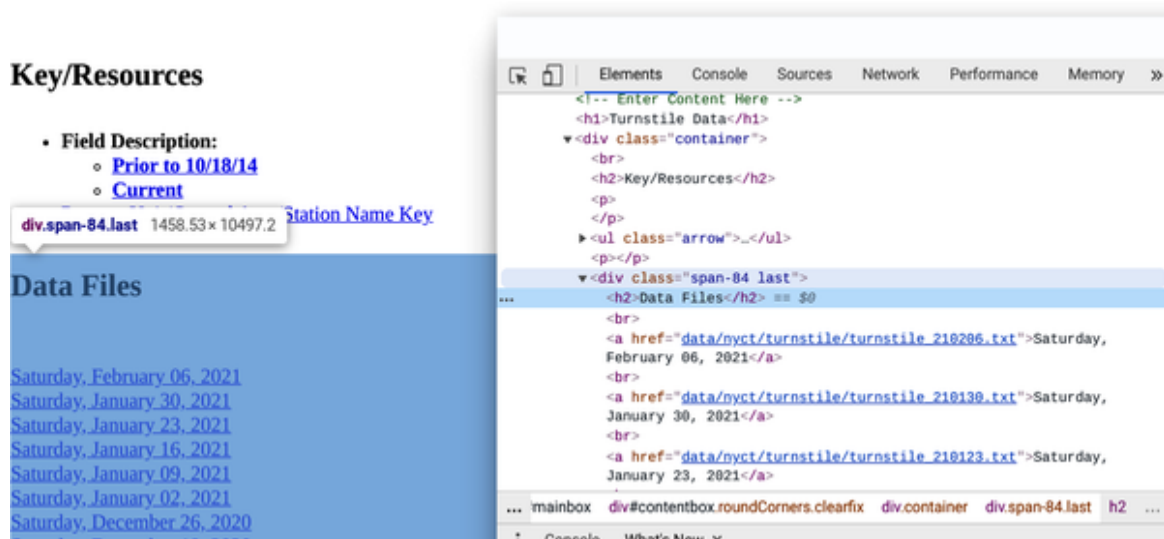 Key/Resources
• Field Description:
○ Prior to 10/18/14
○ Current
Station Name Key
div.span-84.last 1458.53 × 10497.2
Data Files
Saturday, February 06, 2021
Saturday, January 30, 2021
Saturday, January 23, 2021
Saturday, January 16, 2021
Saturday, January 09, 2021
Saturday, January 02, 2021
Saturday, December 26, 2020
Elements Console Sources Network Performance Memory »
<!-- Enter Content Here -->
<h1>Turnstile Data</h1>
▼<div class="container">
<br>
<h2>Key/Resources</h2>
<p>
</p>
▶<ul class="arrow">…</ul>
<p></p>
▼<div class="span-84 last">
... <h2>Data Files</h2> == $0
<br>
<a href="data/nyct/turnstile/turnstile_210206.txt">Saturday,
February 06, 2021</a>
<br>
<a href="data/nyct/turnstile/turnstile_210130.txt">Saturday,
January 30, 2021</a>
<br>
<a href="data/nyct/turnstile/turnstile_210123.txt">Saturday,
January 23, 2021</a>
... mainbox div#contentbox.roundCorners.clearfix div.container div.span-84.last h2 ...
Console What's New ×